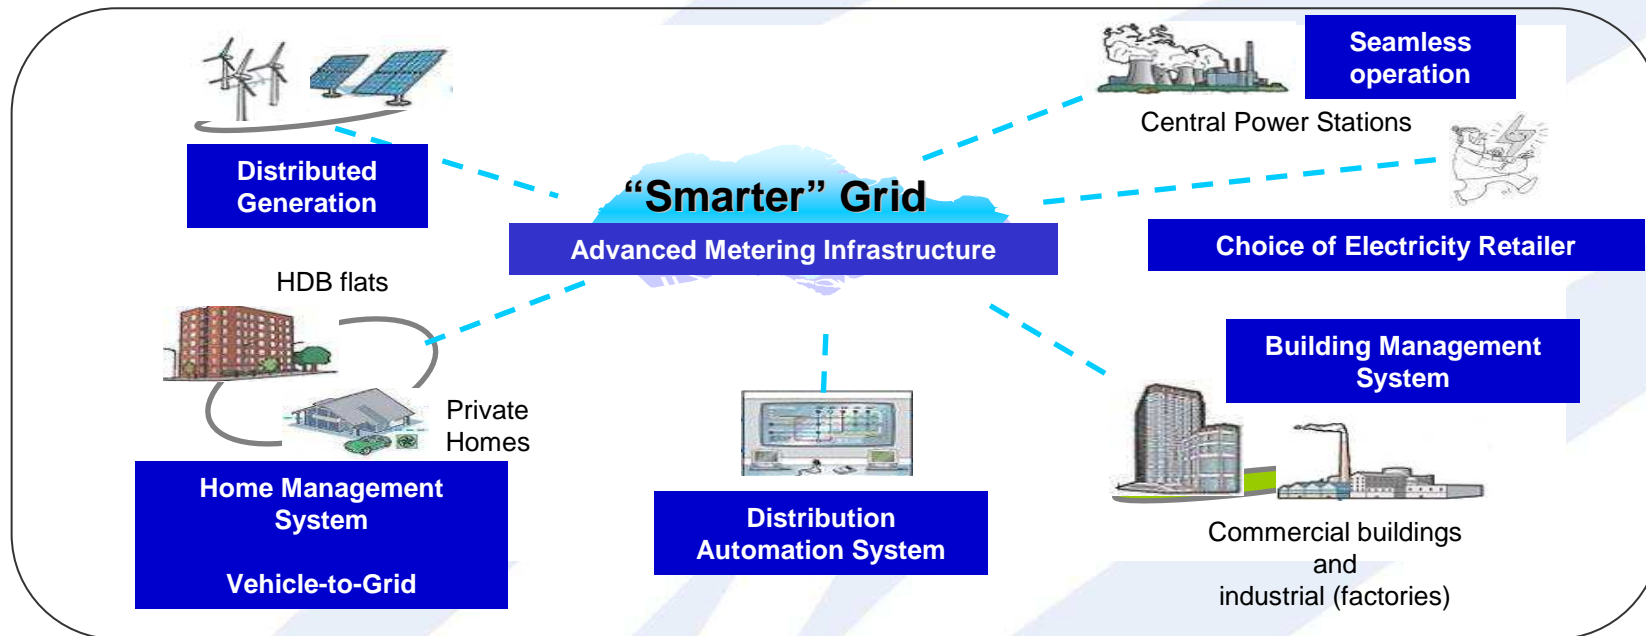 Seamless
operation
Central Power Stations
Distributed
Generation
“Smarter” Grid
Advanced Metering Infrastructure
Choice of Electricity Retailer
HDB flats
Private
Homes
Home Management
System
Vehicle-to-Grid
Distribution
Automation System
Building Management
System
Commercial buildings
and
industrial (factories)